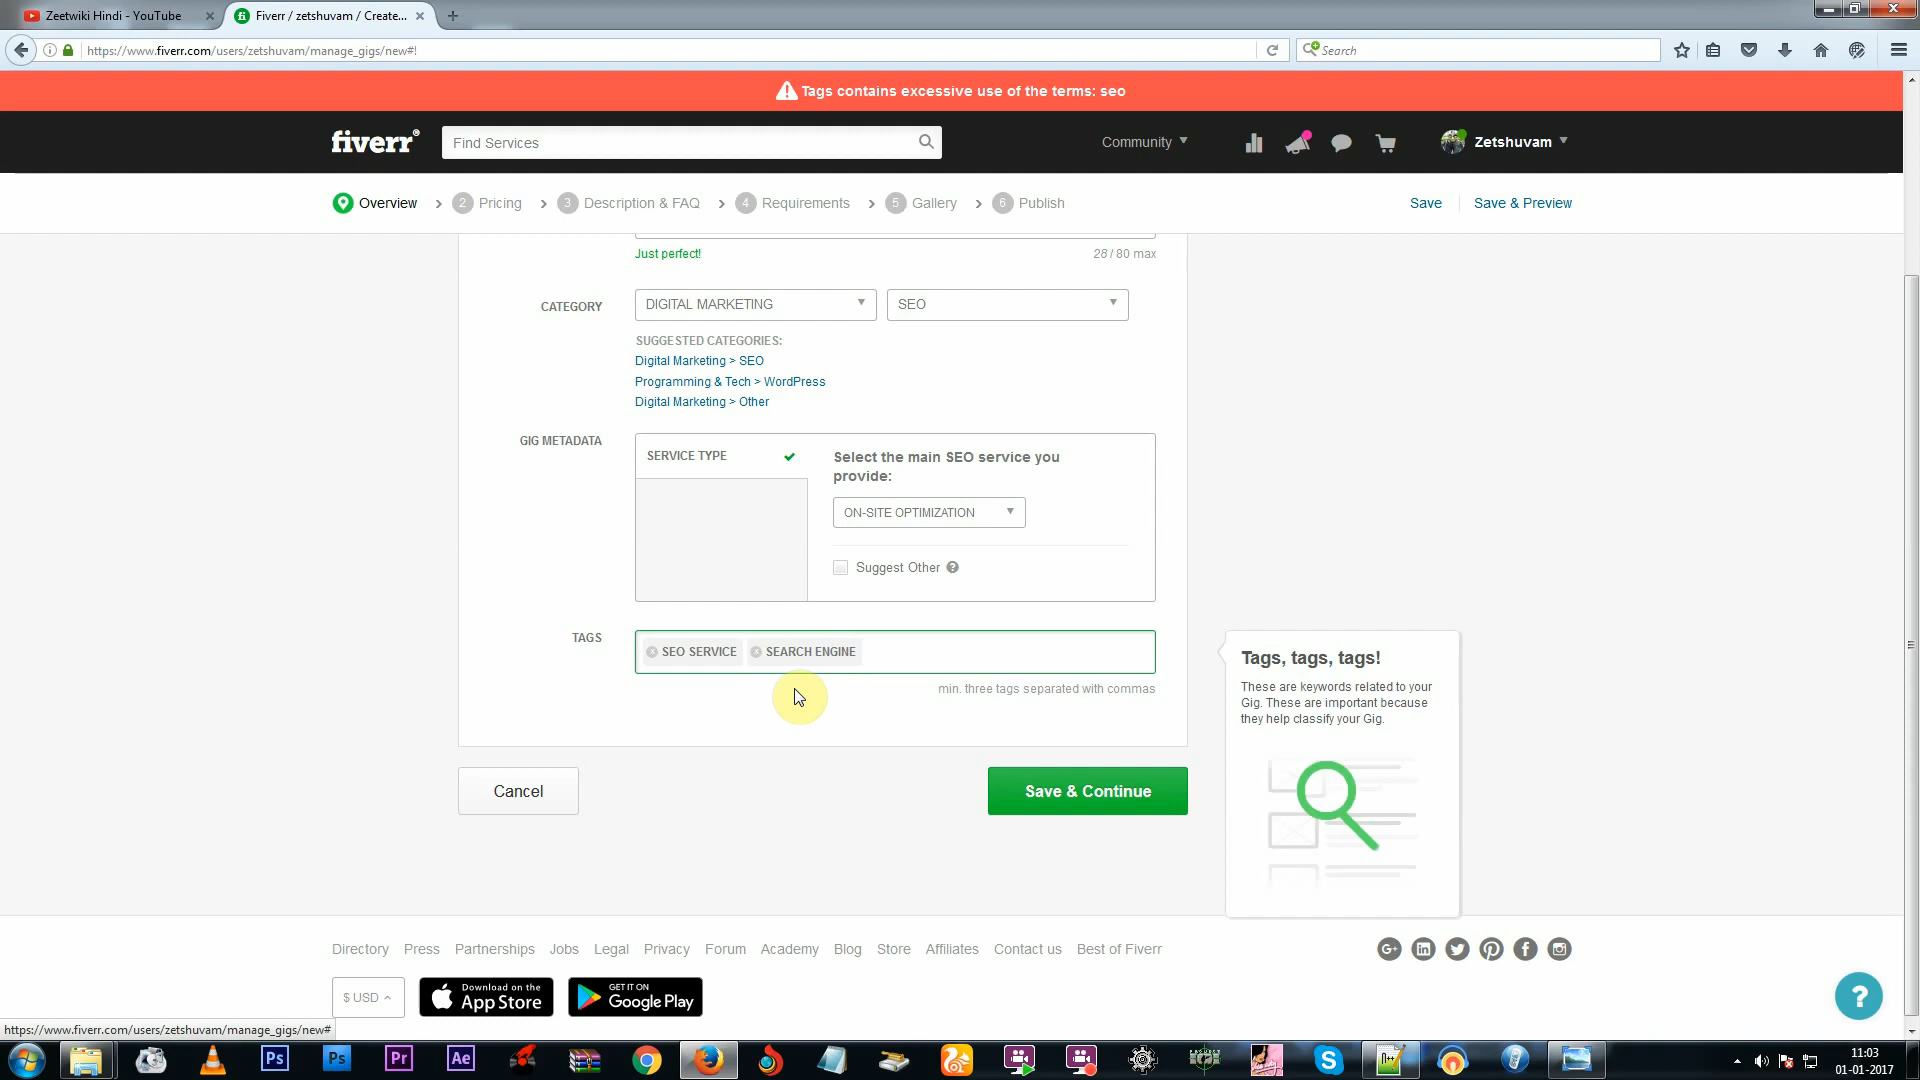 Zeetwiki Hindi - YouTube
Fiverr / zetshuvam / Create...
https://www.fiverr.com/users/zetshuvam/manage_gigs/new#!
Search
Tags contains excessive use of the terms: seo
fiverr®
Find Services
Community
Zetshuvam
Overview
2 Pricing
3 Description & FAQ
4 Requirements
5 Gallery
6 Publish
Save
Save & Preview
Just perfect!
28 / 80 max
CATEGORY
DIGITAL MARKETING
SEO
SUGGESTED CATEGORIES:
Digital Marketing > SEO
Programming & Tech > WordPress
Digital Marketing > Other
GIG METADATA
SERVICE TYPE
Select the main SEO service you
provide:
ON-SITE OPTIMIZATION
Suggest Other
TAGS
SEO SERVICE
SEARCH ENGINE
min. three tags separated with commas
Tags, tags, tags!
These are keywords related to your
Gig. These are important because
they help classify your Gig.
Cancel
Save & Continue
Directory
Press
Partnerships
Jobs
Legal
Privacy
Forum
Academy
Blog
Store
Affiliates
Contact us
Best of Fiverr
$ USD
Download on the
App Store
GET IT ON
Google Play
https://www.fiverr.com/users/zetshuvam/manage_gigs/new#
Ps
Ps
Pr
Ae
11:03
01-01-2017